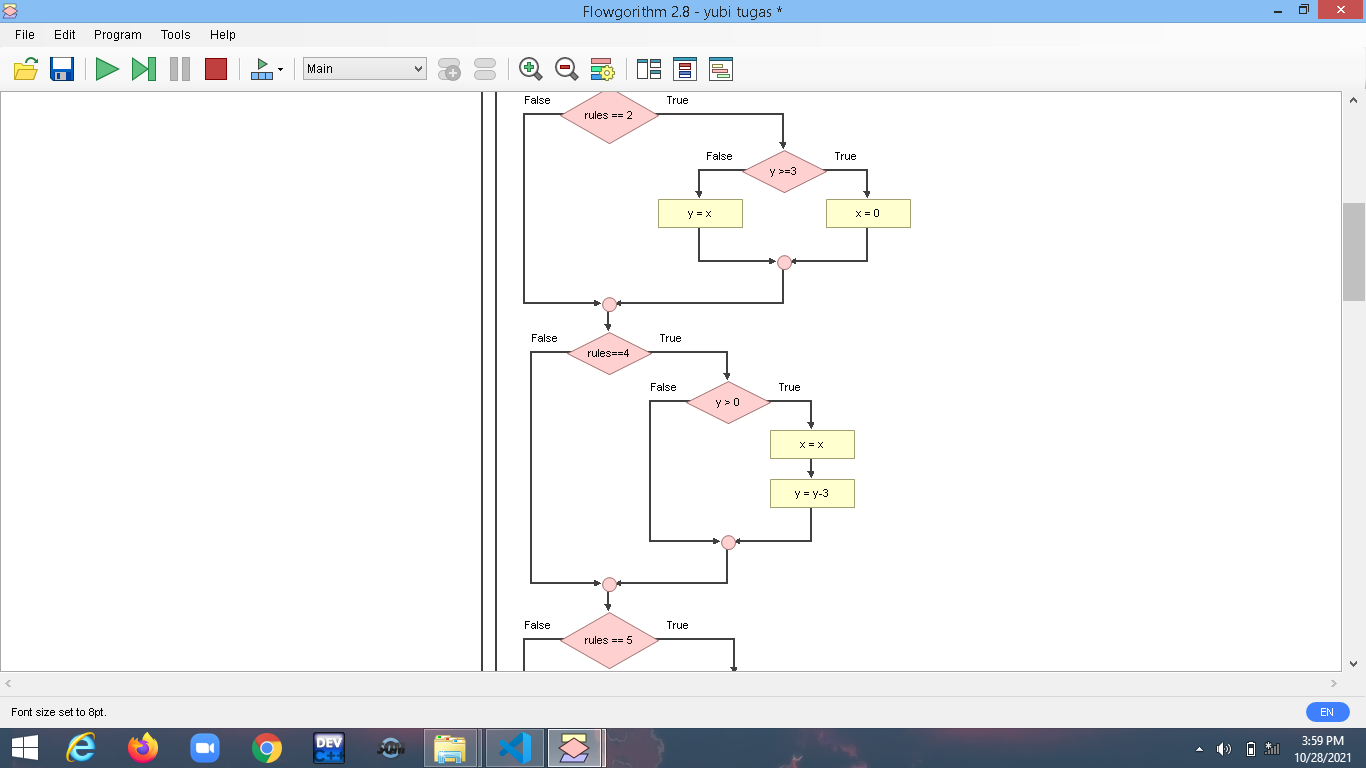 Flowgorithm 2.8 - yubi tugas *
File Edit Program Tools Help
Main
False True
rules == 2
False True
y >=3
y = x x = 0
False True
rules==4
False True
y > 0
x = x
y = y-3
False True
rules == 5
Font size set to 8pt.
EN
DEV
C++
3:59 PM
10/28/2021